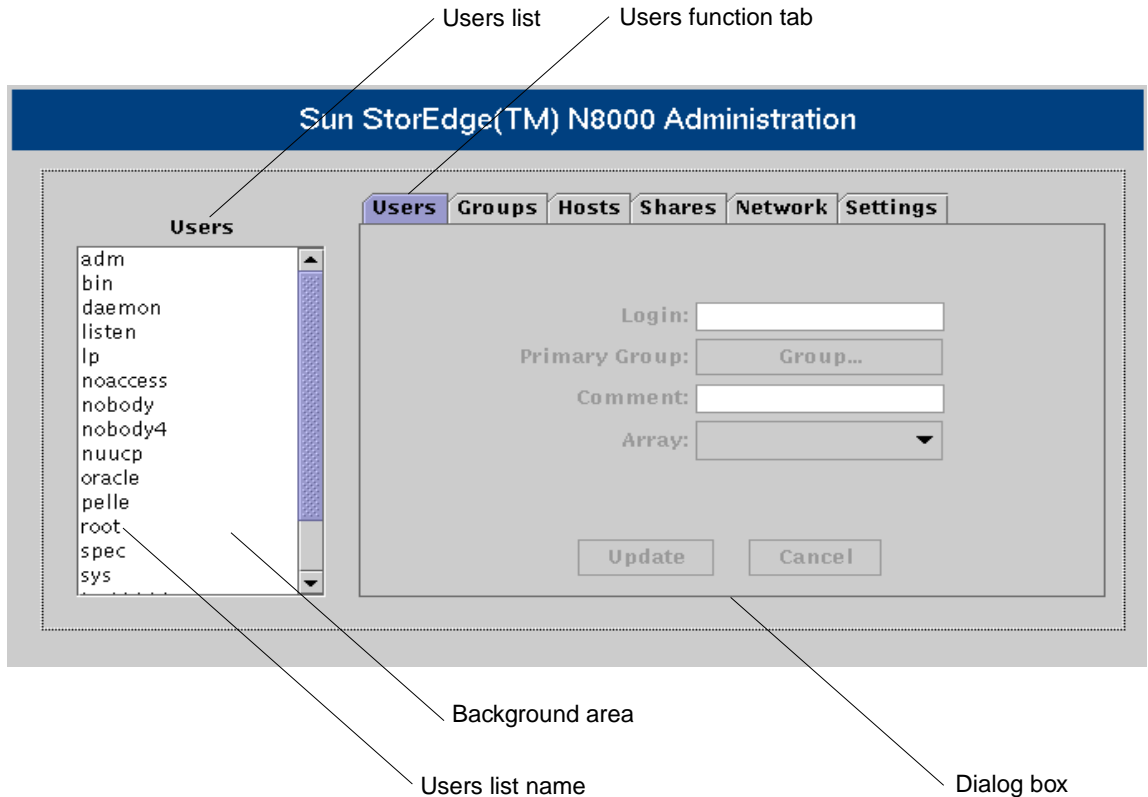 Users list
Users function tab
Sun StorEdge(TM) N8000 Administration
Users
Users Groups Hosts Shares Network Settings
adm
bin
daemon
listen
lp
noaccess
nobody
nobody4
nuucp
oracle
pelle
root
spec
sys
Login:
Primary Group: Group...
Comment:
Array:
Update Cancel
Background area
Users list name
Dialog box